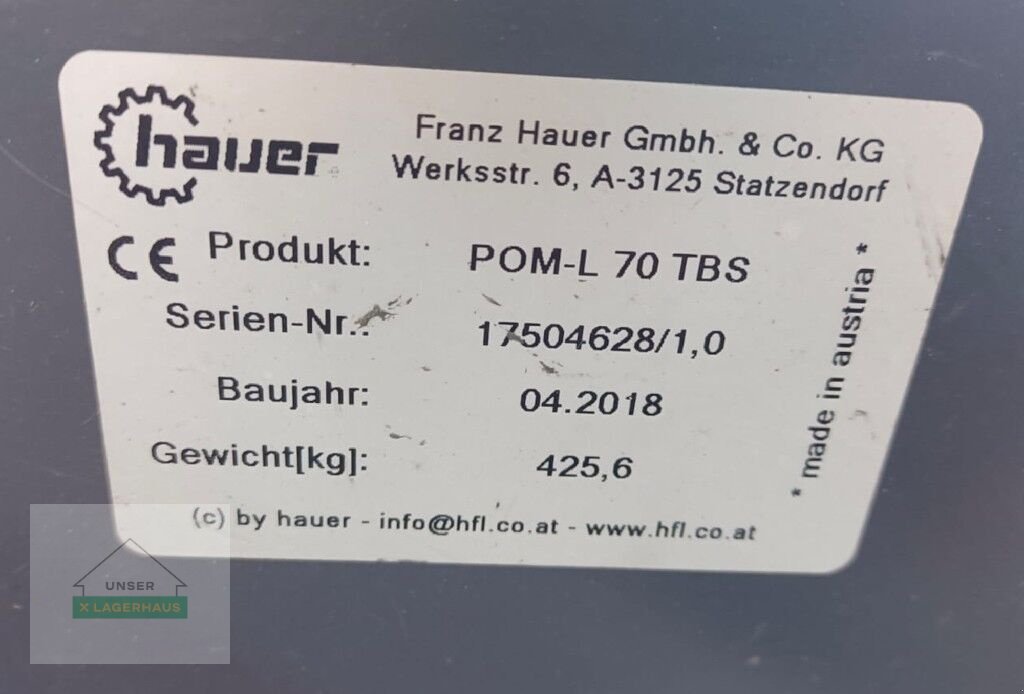 hauer
Franz Hauer Gmbh. & Co. KG
Werksstr. 6, A-3125 Statzendorf
CE
Produkt: POM-L 70 TBS
Serien-Nr.: 17504628/1,0
Baujahr: 04.2018
Gewicht[kg]: 425,6
* made in austria *
(c) by hauer - info@hfl.co.at - www.hfl.co.at
UNSER
X LAGERHAUS